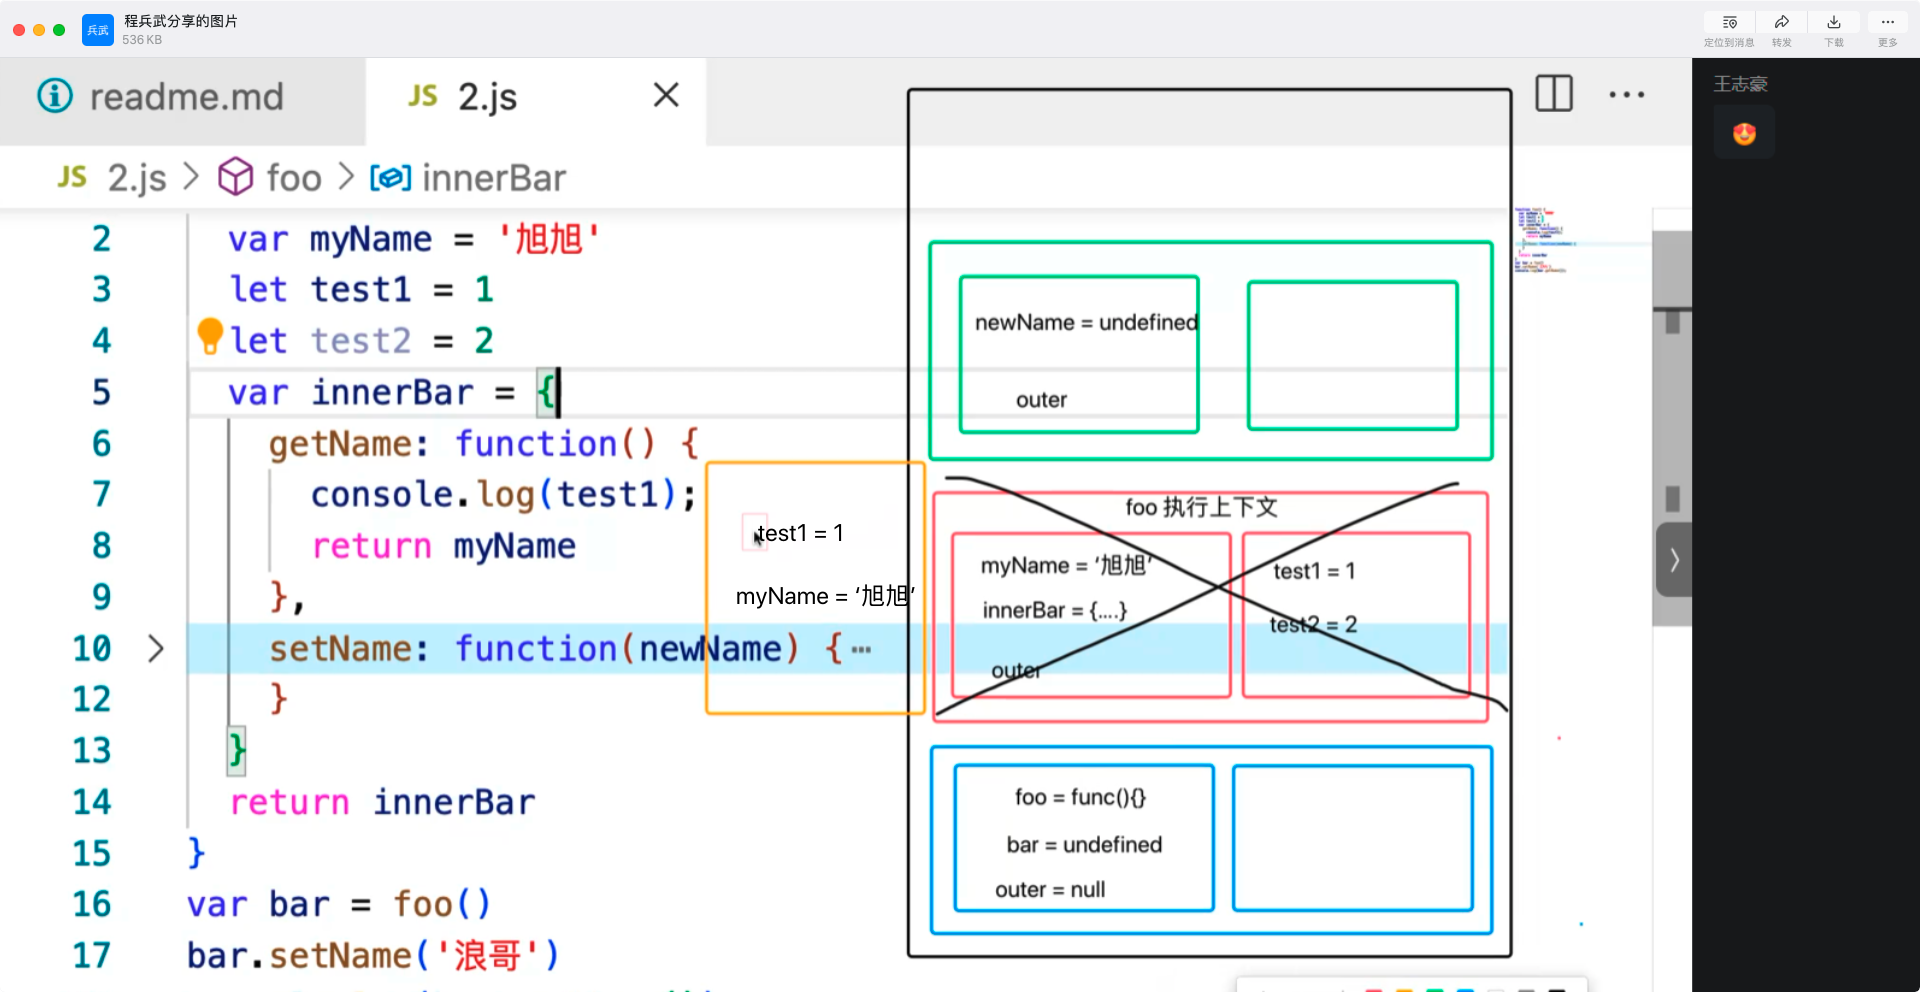 程兵武分享的图片
兵武
536 KB
定位到消息
转发
下载
更多
readme.md
JS 2.js
JS 2.js > foo > innerBar
王志豪
2 var myName = '旭旭'
3 let test1 = 1
4 let test2 = 2
5 var innerBar = {
6 getName: function() {
7 console.log(test1);
8 return myName
9 },
10 setName: function(newName) {
12 }
13 }
14 return innerBar
15 }
16 var bar = foo()
17 bar.setName('浪哥')
test1 = 1
myName = ‘旭旭’
newName = undefined
outer
foo 执行上下文
myName = ‘旭旭’
innerBar = {....}
outer
test1 = 1
test2 = 2
foo = func(){}
bar = undefined
outer = null